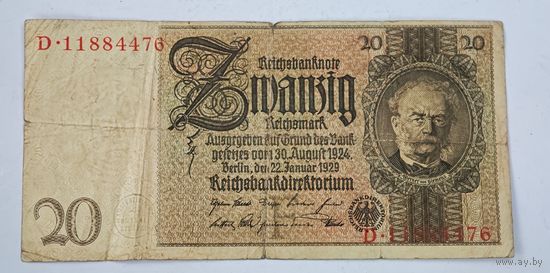 D·11884476
20
20
Reichsbanknote
Zwanzig
Reichsmark
Ausgegeben auf Grund des Bank-
gesetzes vom 30. August 1924
Berlin, den 22. Januar 1929
Reichsbankdirektorium
20
D·11884476
www.ay.by